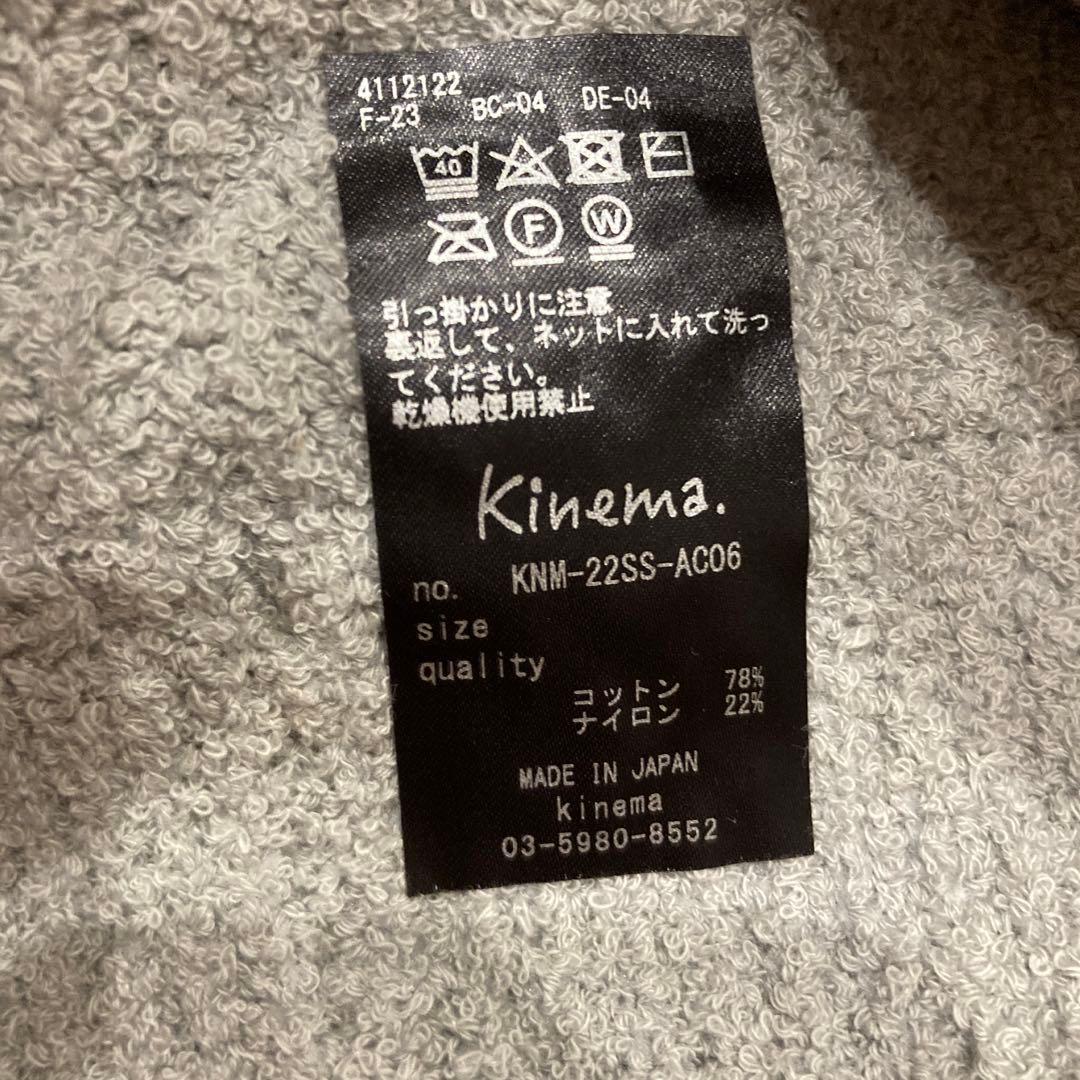 4112122
F-23 BC-04 DE-04
40
F W
引っ掛かりに注意
裏返して、ネットに入れて洗っ
てください。
乾燥機使用禁止
Kinema.
no. KNM-22SS-AC06
size
quality
コットン 78%
ナイロン 22%
MADE IN JAPAN
kinema
03-5980-8552